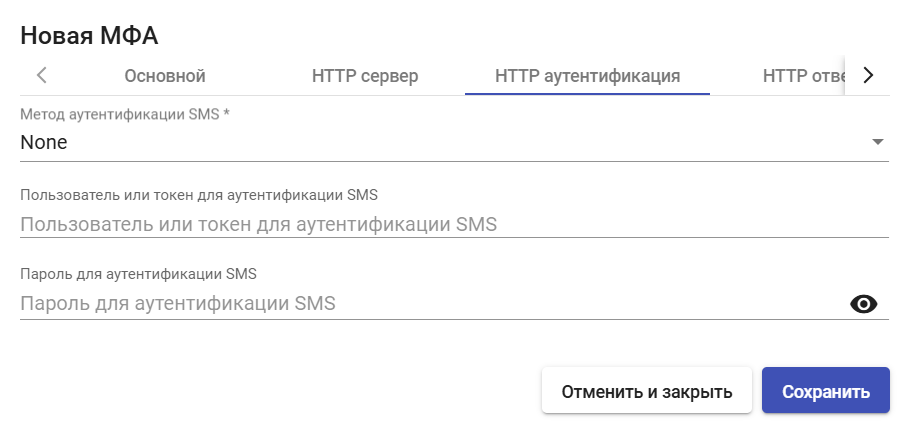 Новая МФА
Основной HTTP сервер HTTP аутентификация HTTP отве
Метод аутентификации SMS *
None
Пользователь или токен для аутентификации SMS
Пользователь или токен для аутентификации SMS
Пароль для аутентификации SMS
Пароль для аутентификации SMS
Отменить и закрыть Сохранить